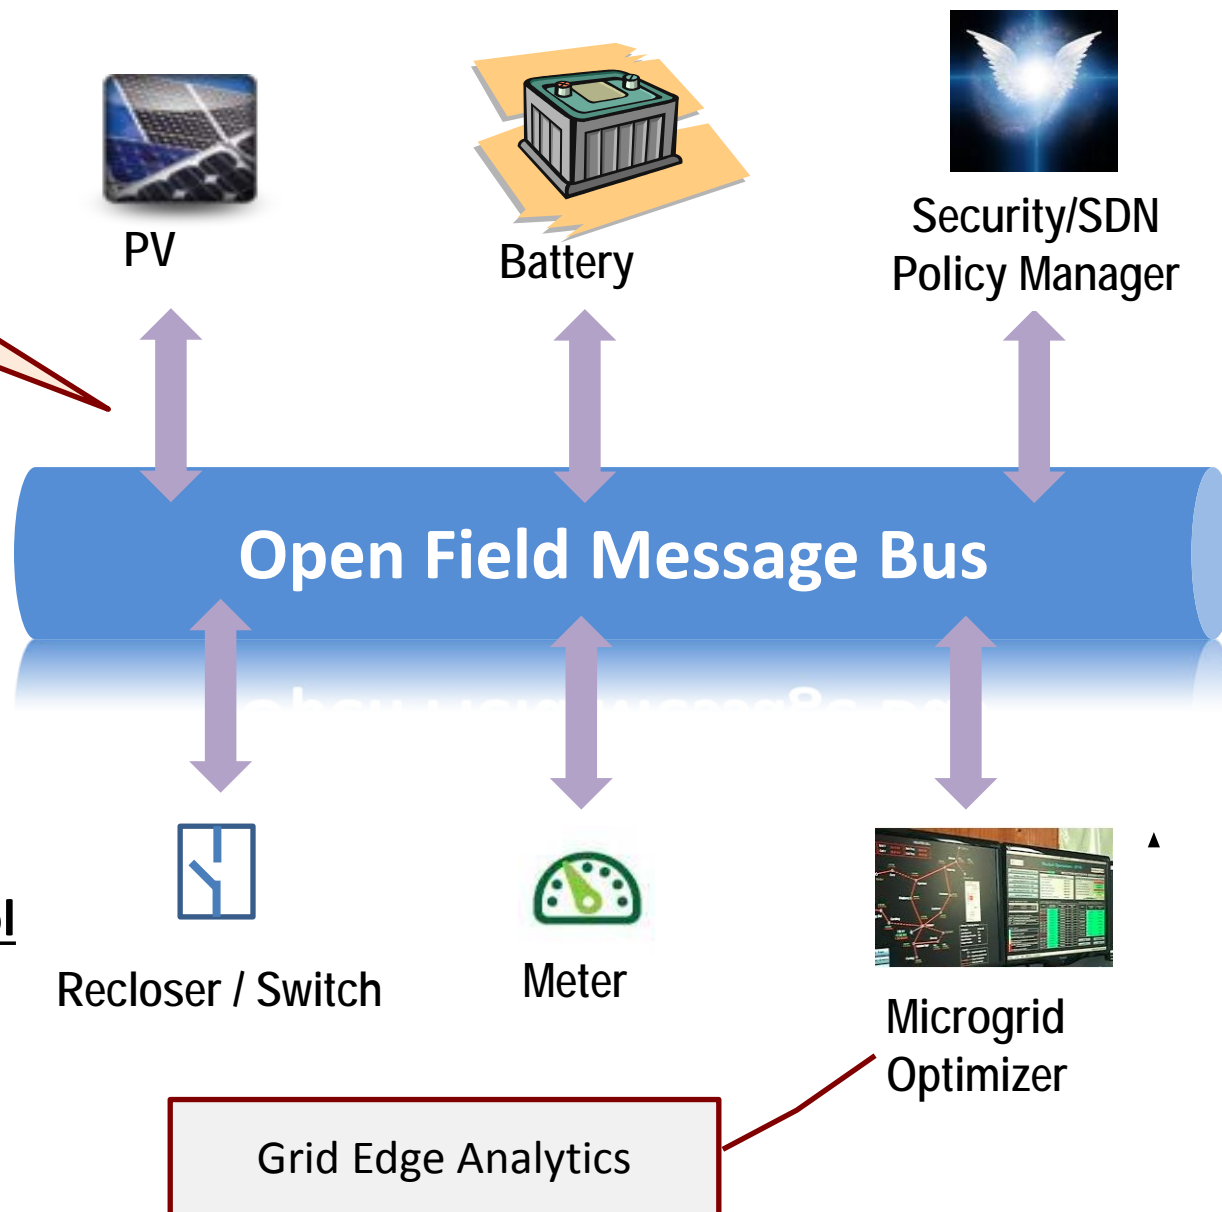 PV
Battery
Security/SDN
Policy Manager
Open Field Message Bus
Recloser / Switch
Meter
Microgrid
Optimizer
Grid Edge Analytics